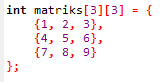 int matriks[3][3] = {
    {1, 2, 3},
    {4, 5, 6},
    {7, 8, 9}
};